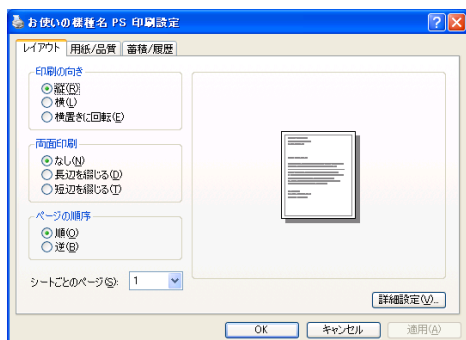 お使いの機種名 PS 印刷設定
レイアウト 用紙/品質 蓄積/履歴
印刷の向き
縦(R)
横(L)
横置きに回転(E)
両面印刷
なし(N)
長辺を綴じる(D)
短辺を綴じる(T)
ページの順序
順(O)
逆(B)
シートごとのページ(S): 1
詳細設定(V)...
OK キャンセル 適用(A)